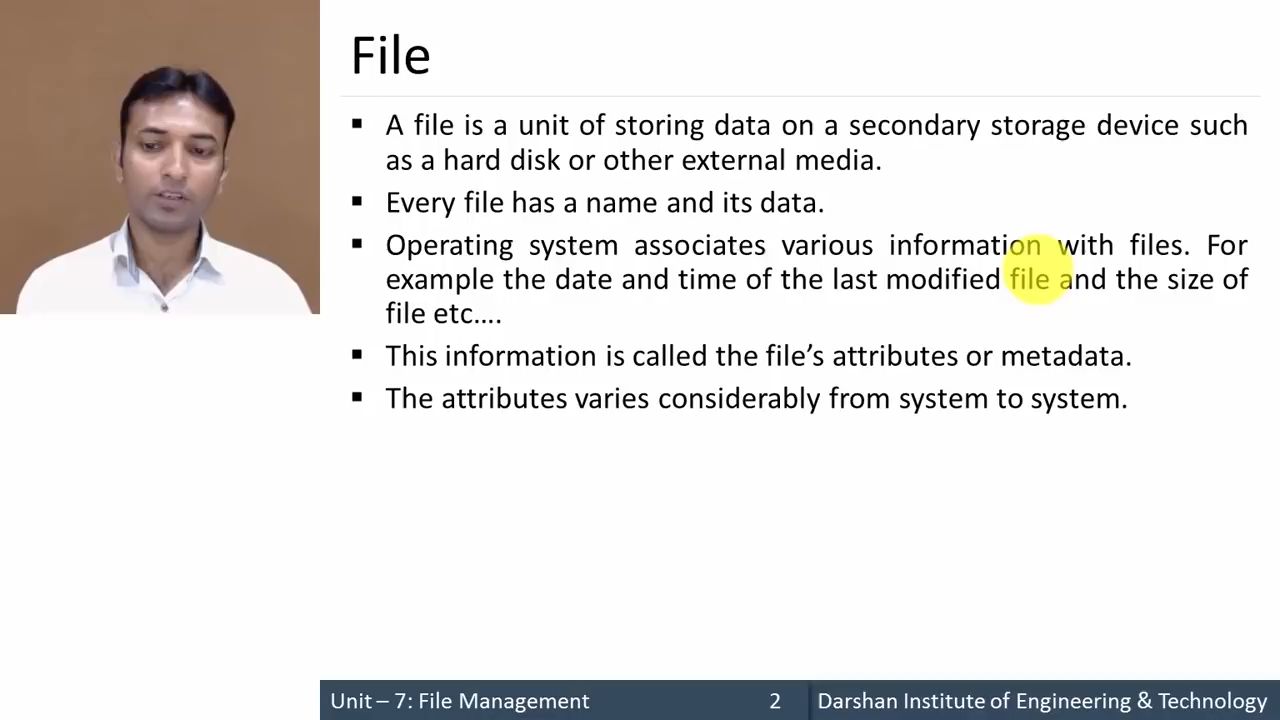 File
▪ A file is a unit of storing data on a secondary storage device such
as a hard disk or other external media.
▪ Every file has a name and its data.
▪ Operating system associates various information with files. For
example the date and time of the last modified file and the size of
file etc….
▪ This information is called the file’s attributes or metadata.
▪ The attributes varies considerably from system to system.
Unit – 7: File Management 2 Darshan Institute of Engineering & Technology